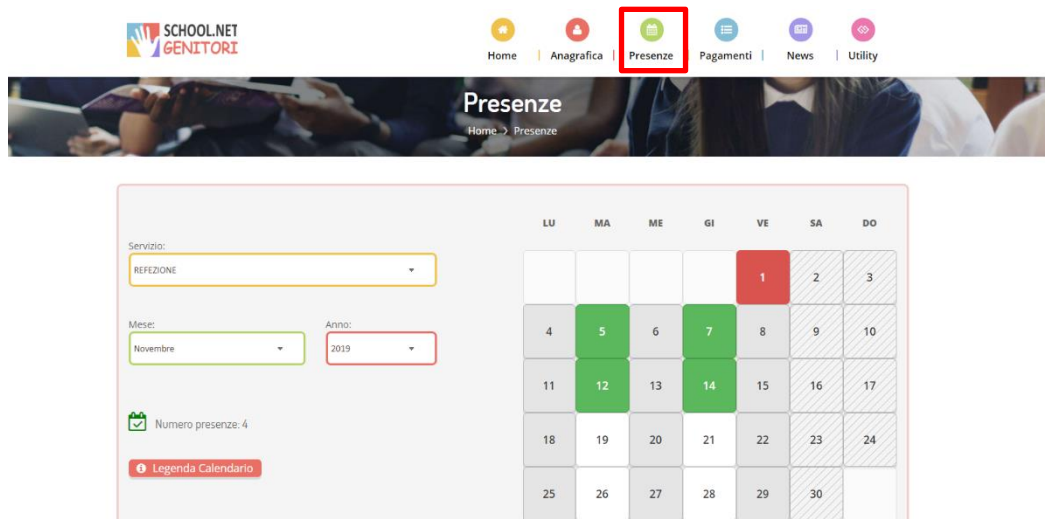 SCHOOL.NET
GENITORI
Home | Anagrafica | Presenze | Pagamenti | News | Utility
Presenze
Home > Presenze
Servizio:
REFEZIONE
Mese: Anno:
Novembre 2019
Numero presenze: 4
Legenda Calendario
LU MA ME GI VE SA DO
1 2 3
4 5 6 7 8 9 10
11 12 13 14 15 16 17
18 19 20 21 22 23 24
25 26 27 28 29 30